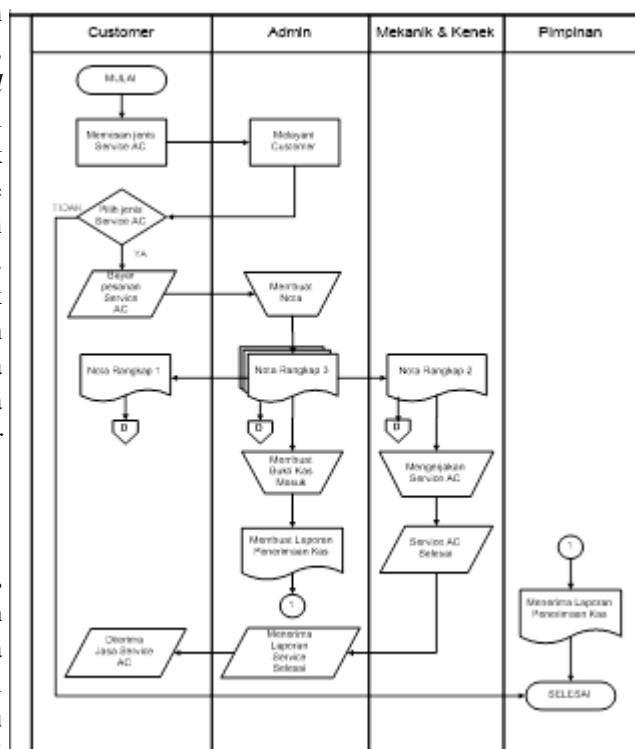 Customer
Admin
Mekanik & Kenek
Pimpinan
MULAI
Memesan jenis
Service AC
Melayani
Customer
TIDAK
Pilih jenis
Service AC
YA
Bayar
pesanan
Service
AC
Membuat
Nota
Nota Rangkap 1
Nota Rangkap 3
Nota Rangkap 2
D
D
D
Membuat
Bukti Kas
Masuk
Mengerjakan
Service AC
Membuat Laporan
Penerimaan Kas
Service AC
Selesai
1
1
Menerima Laporan
Penerimaan Kas
Diterima
Jasa Service
AC
Menerima
Laporan
Service
Selesai
SELESAI